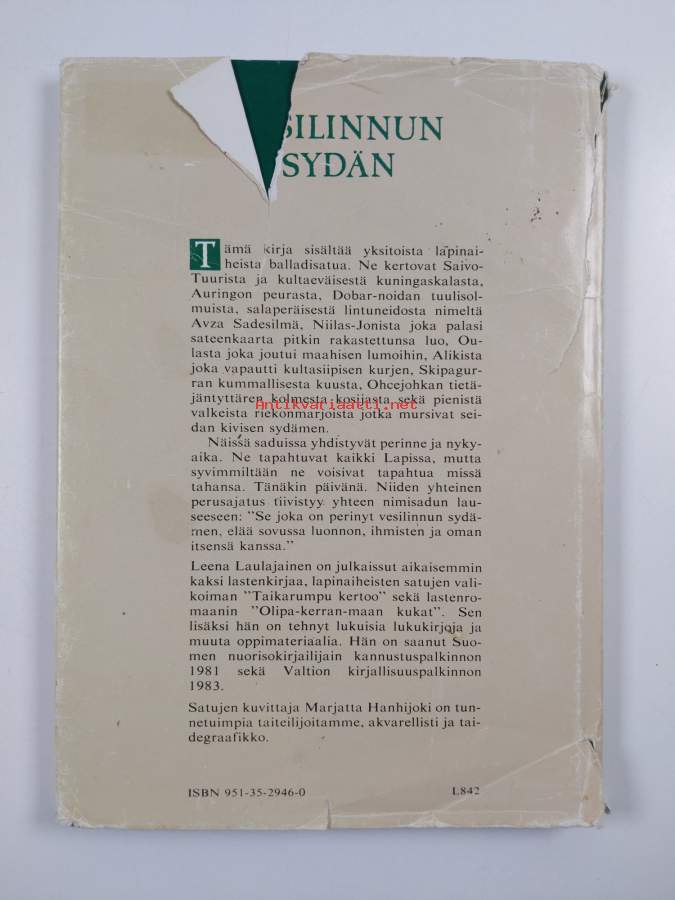 SILINNUN
SYDÄN
Tämä kirja sisältää yksitoista lapinai-
heista balladisatua. Ne kertovat Saivo-
Tuurista ja kultaeväisestä kuningaskalasta,
Auringon peurasta, Dobar-noidan tuulisol-
muista, salaperäisestä lintuneidosta nimeltä
Avza Sadesilmä, Niilas-Jonista joka palasi
sateenkaarta pitkin rakastettunsa luo, Ou-
lasta joka joutui maahisen lumoihin, Alikista
joka vapautti kultasiipisen kurjen, Skipagur-
ran kummallisesta kuusta, Ohcejohkan tietä-
jäntyttären kolmesta kosijasta sekä pienistä
Antikvariaatti.net
valkeista riekonmarjoista jotka mursivat sei-
dan kivisen sydämen.
Näissä saduissa yhdistyvät perinne ja nyky-
aika. Ne tapahtuvat kaikki Lapissa, mutta
syvimmiltään ne voisivat tapahtua missä
tahansa. Tänäkin päivänä. Niiden yhteinen
perusajatus tiivistyy yhteen nimisadun lau-
seeseen: "Se joka on perinyt vesilinnun sydä-
men, elää sovussa luonnon, ihmisten ja oman
itsensä kanssa."
Leena Laulajainen on julkaissut aikaisemmin
kaksi lastenkirjaa, lapinaiheisten satujen vali-
koiman "Taikarumpu kertoo" sekä lastenro-
maanin "Olipa-kerran-maan kukat". Sen
lisäksi hän on tehnyt lukuisia lukukirjoja ja
muuta oppimateriaalia. Hän on saanut Suo-
men nuorisokirjailijain kannustuspalkinnon
1981 sekä Valtion kirjallisuuspalkinnon
1983.
Satujen kuvittaja Marjatta Hanhijoki on tun-
netuimpia taiteilijoitamme, akvarellisti ja tai-
degraafikko.
ISBN 951-35-2946-0
L842